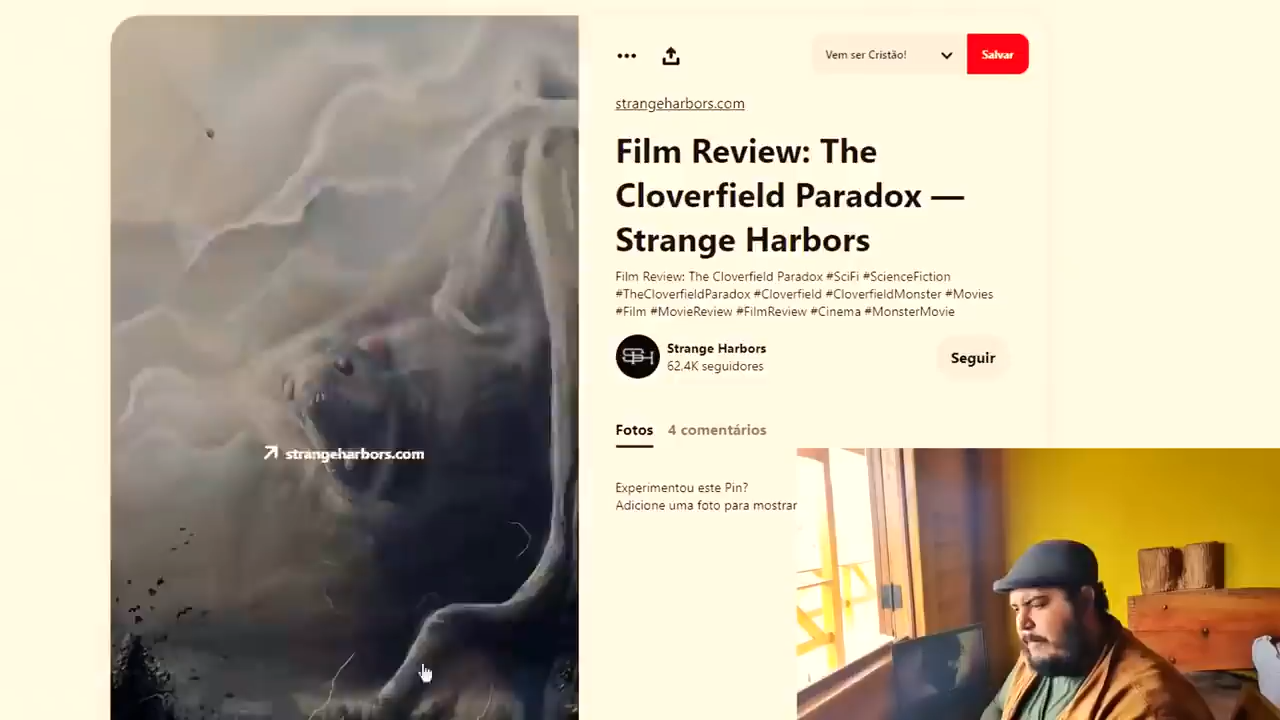 Vem ser Cristão!
Salvar
strangeharbors.com
Film Review: The
Cloverfield Paradox —
Strange Harbors
Film Review: The Cloverfield Paradox #SciFi #ScienceFiction
#TheCloverfieldParadox #Cloverfield #CloverfieldMonster #Movies
#Film #MovieReview #FilmReview #Cinema #MonsterMovie
SH
Strange Harbors
62.4K seguidores
Seguir
Fotos 4 comentários
strangeharbors.com
Experimentou este Pin?
Adicione uma foto para mostrar